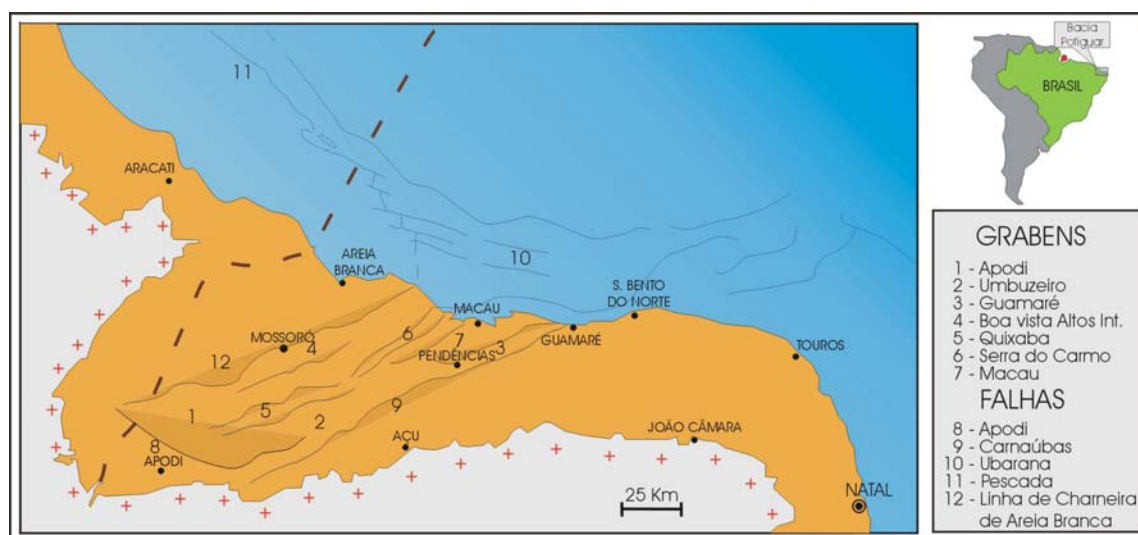 11
ARACATI
AREIA
BRANCA
10
S. BENTO
DO NORTE
MACAU
GUAMARÉ
MOSSORÓ
12
4
6
7
3
PENDÊNCIAS
TOUROS
1
5
2
9
8
APODI
AÇU
JOÃO CÂMARA
25 Km
NATAL
Bacia
Potiguar
BRASIL
GRABENS
1 - Apodi
2 - Umbuzeiro
3 - Guamaré
4 - Boa vista Altos Int.
5 - Quixaba
6 - Serra do Carmo
7 - Macau
FALHAS
8 - Apodi
9 - Carnaúbas
10 - Ubarana
11 - Pescada
12 - Linha de Charneira
de Areia Branca